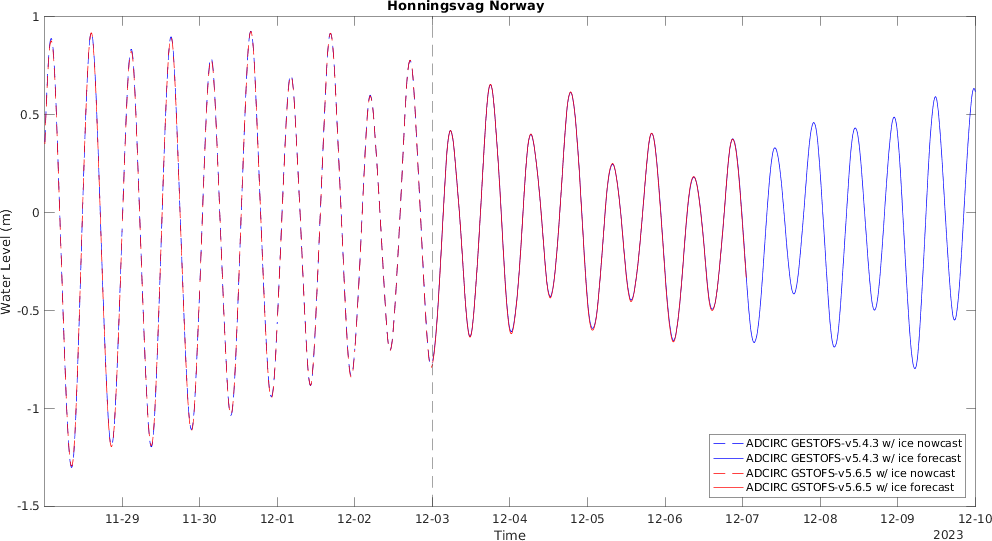 Honningsvag Norway
1
0.5
0
-0.5
-1
-1.5
Water Level (m)
11-29
11-30
12-01
12-02
12-03
12-04
12-05
12-06
12-07
12-08
12-09
12-10
Time
2023
ADCIRC GESTOFS-v5.4.3 w/ ice nowcast
ADCIRC GESTOFS-v5.4.3 w/ ice forecast
ADCIRC GSTOFS-v5.6.5 w/ ice nowcast
ADCIRC GSTOFS-v5.6.5 w/ ice forecast